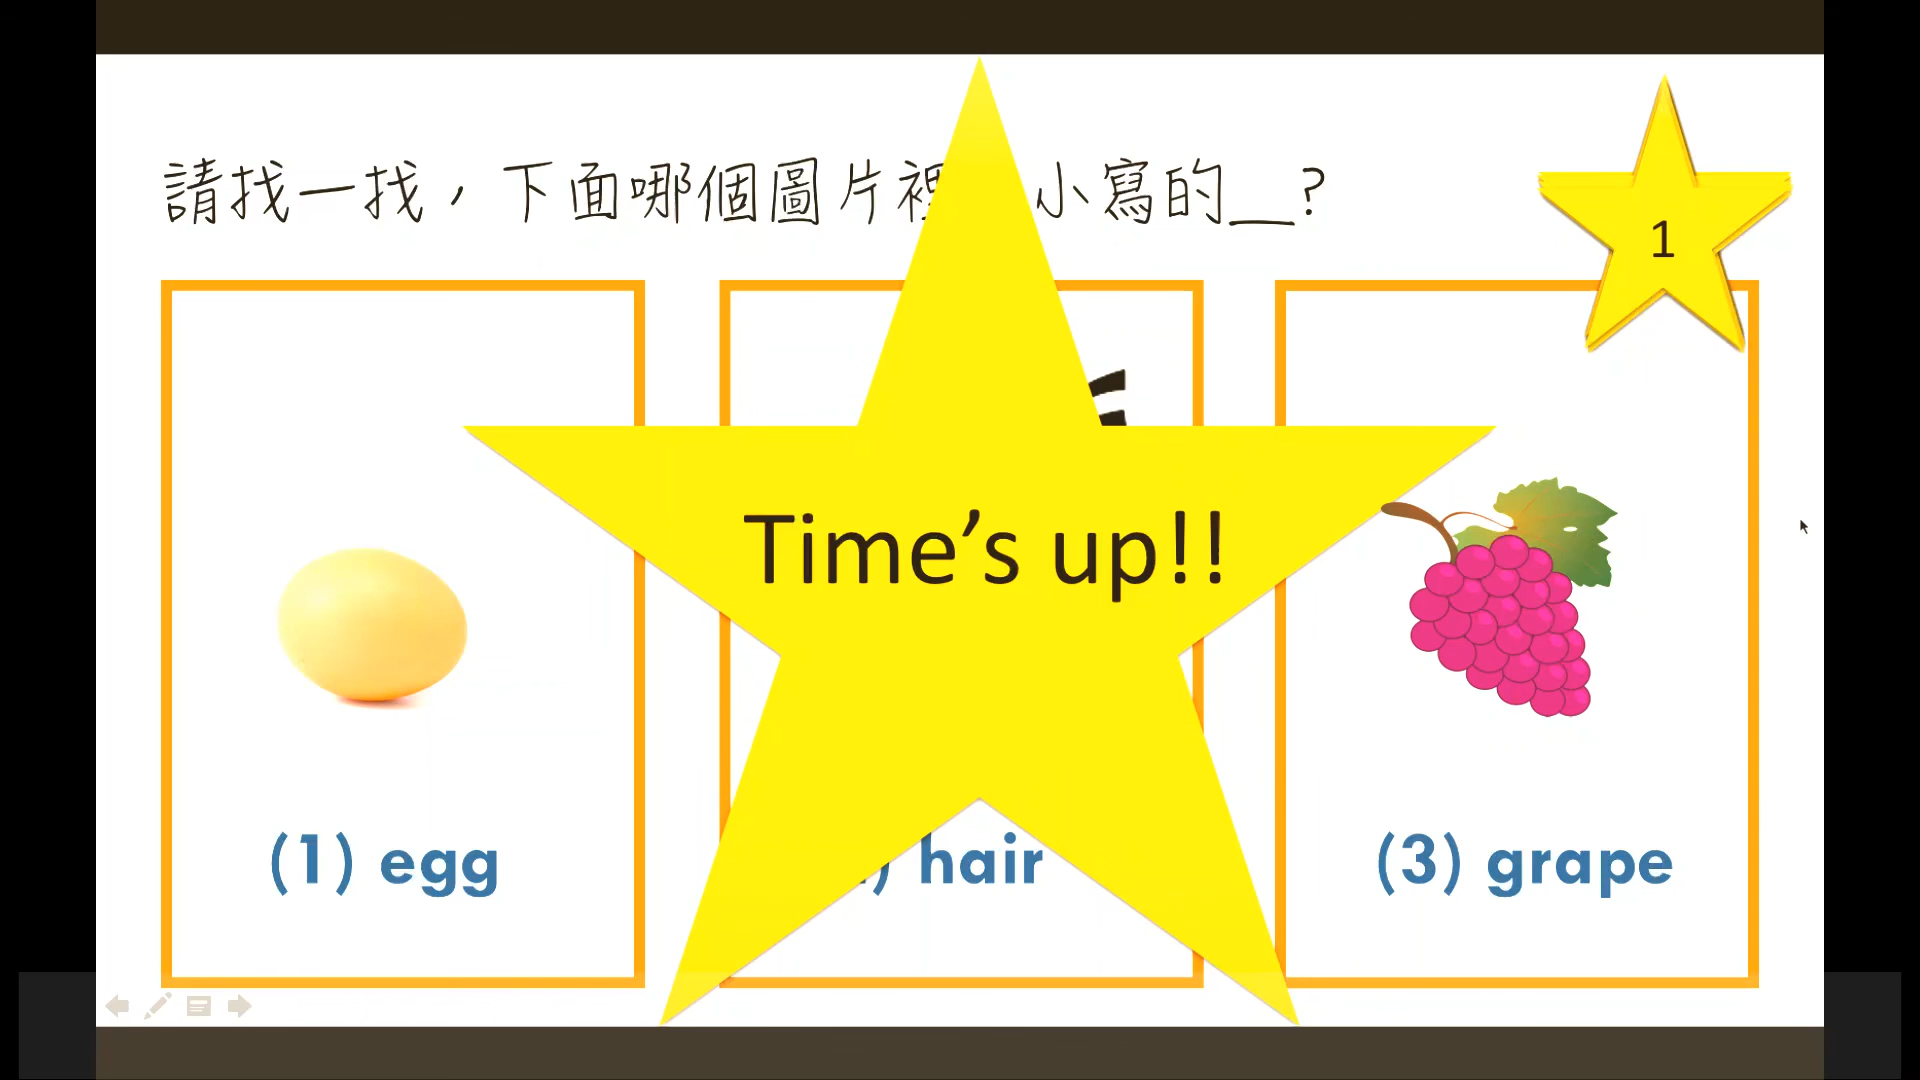 請找一找，下面哪個圖片裡 小寫的__?
1
Time's up!!
(1) egg
) hair
(3) grape